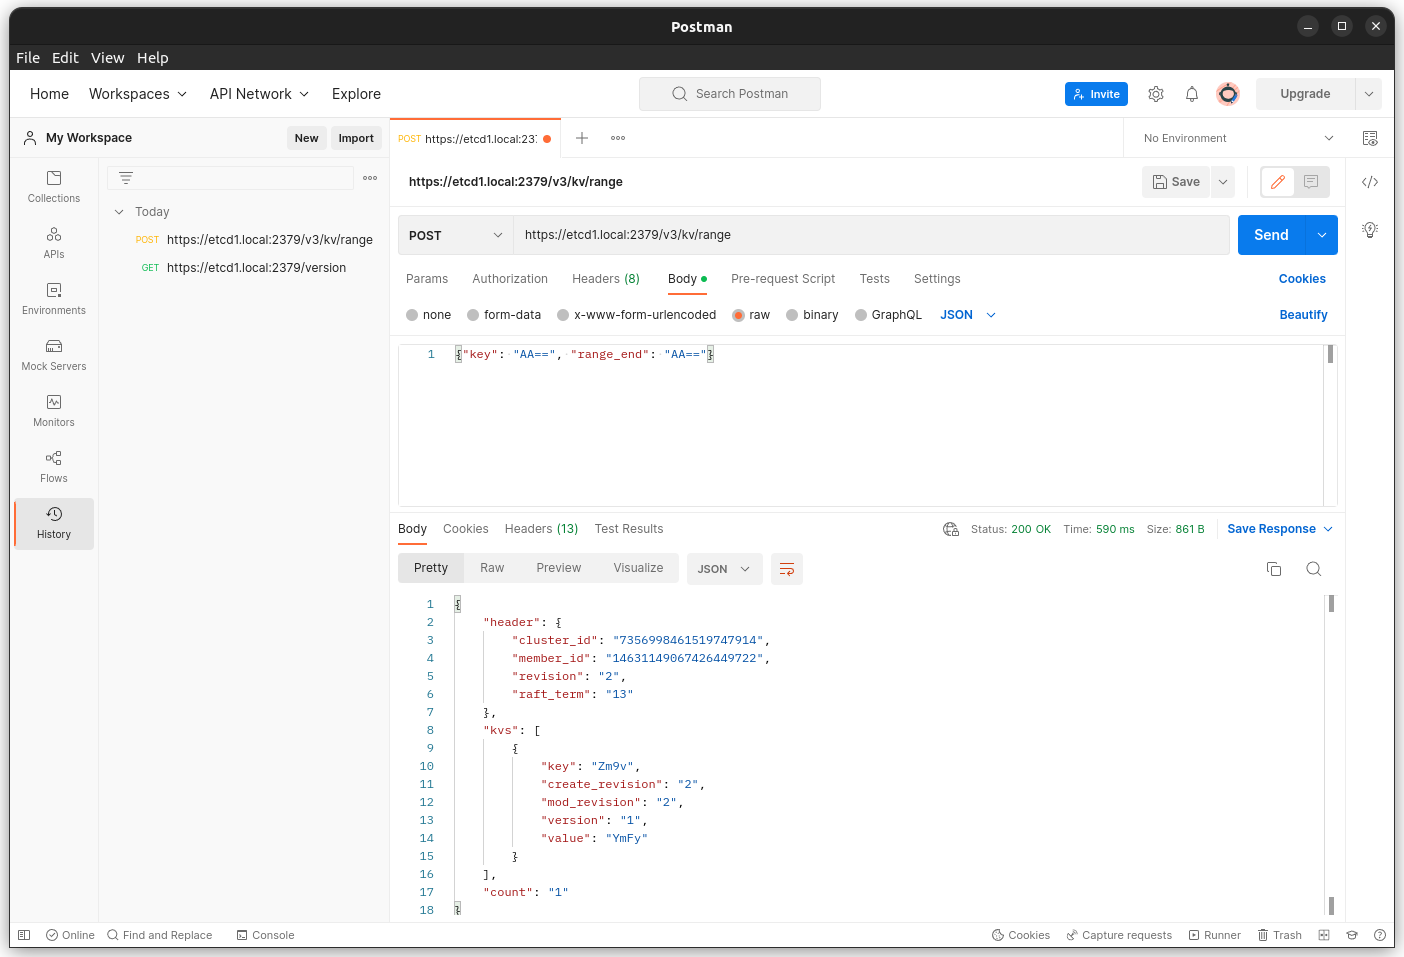 Postman
File Edit View Help
Home Workspaces API Network Explore Search Postman Invite Upgrade
My Workspace New Import POST https://etcd1.local:23 No Environment
https://etcd1.local:2379/v3/kv/range Save
Collections
APIs
Environments
Mock Servers
Monitors
Flows
History
Today
POST https://etcd1.local:2379/v3/kv/range
GET https://etcd1.local:2379/version
POST https://etcd1.local:2379/v3/kv/range Send
Params Authorization Headers (8) Body Pre-request Script Tests Settings Cookies
none form-data x-www-form-urlencoded raw binary GraphQL JSON Beautify
1 {"key": "AA==", "range_end": "AA=="}
Body Cookies Headers (13) Test Results Status: 200 OK Time: 590 ms Size: 861 B Save Response
Pretty Raw Preview Visualize JSON
1 {
2 "header": {
3 "cluster_id": "7356998461519747914",
4 "member_id": "14631149067426449722",
5 "revision": "2",
6 "raft_term": "13"
7 },
8 "kvs": [
9 {
10 "key": "Zm9v",
11 "create_revision": "2",
12 "mod_revision": "2",
13 "version": "1",
14 "value": "YmFy"
15 }
16 ],
17 "count": "1"
18 }
Online Find and Replace Console Cookies Capture requests Runner Trash